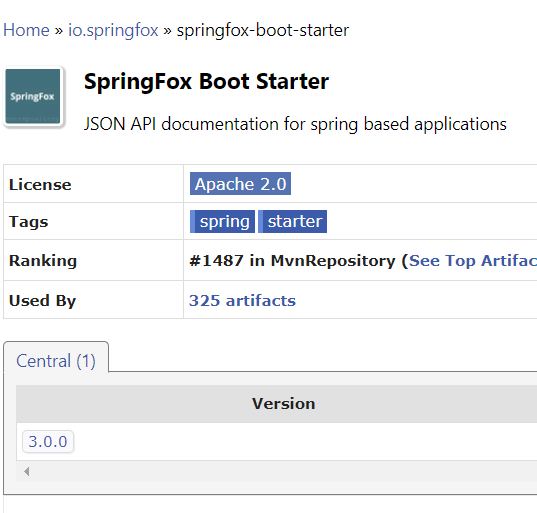 Home » io.springfox » springfox-boot-starter
SpringFox
SpringFox Boot Starter
JSON API documentation for spring based applications
License Apache 2.0
Tags spring starter
Ranking #1487 in MvnRepository (See Top Artifac
Used By 325 artifacts
Central (1)
Version
3.0.0